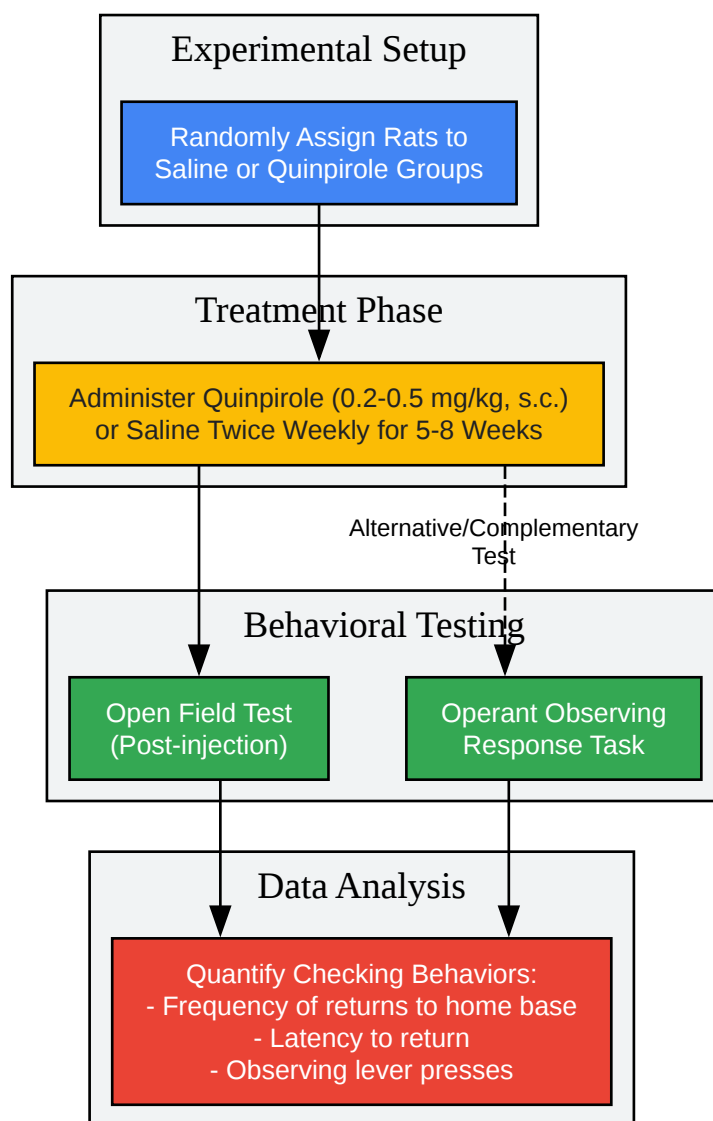 Experimental Setup
Randomly Assign Rats to
Saline or Quinpirole Groups
Treatment Phase
Administer Quinpirole (0.2-0.5 mg/kg, s.c.)
or Saline Twice Weekly for 5-8 Weeks
Alternative/Complementary
Test
Behavioral Testing
Open Field Test
(Post-injection)
Operant Observing
Response Task
Data Analysis
Quantify Checking Behaviors:
- Frequency of returns to home base
- Latency to return
- Observing lever presses